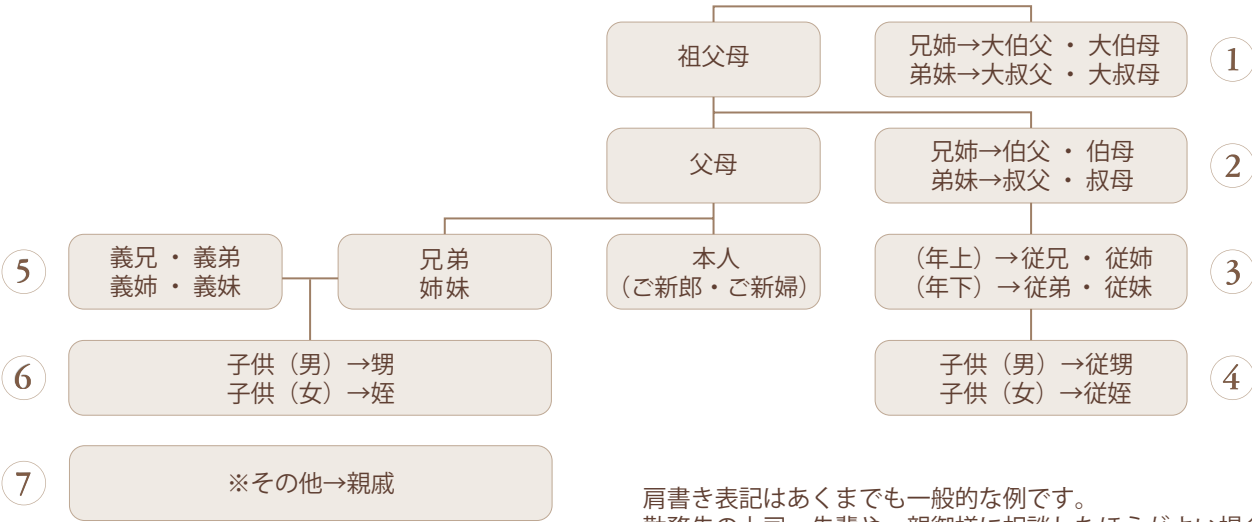 祖父母
兄姉→大伯父 ・ 大伯母
弟妹→大叔父 ・ 大叔母
1
父母
兄姉→伯父 ・ 伯母
弟妹→叔父 ・ 叔母
2
5
義兄 ・ 義弟
義姉 ・ 義妹
兄弟
姉妹
本人
（ご新郎・ご新婦）
（年上）→従兄 ・ 従姉
（年下）→従弟 ・ 従妹
3
6
子供（男）→甥
子供（女）→姪
子供（男）→従甥
子供（女）→従姪
4
7
※その他→親戚
肩書き表記はあくまでも一般的な例です。